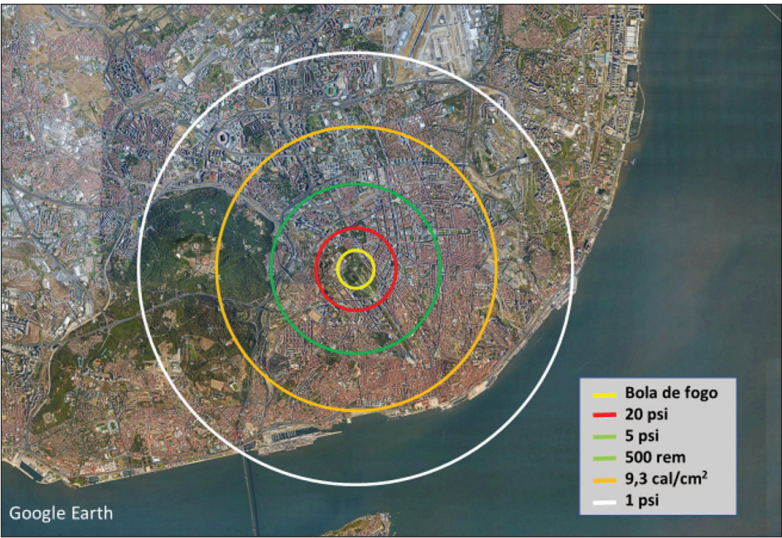 Bola de fogo
20 psi
5 psi
500 rem
9,3 cal/cm²
1 psi
Google Earth